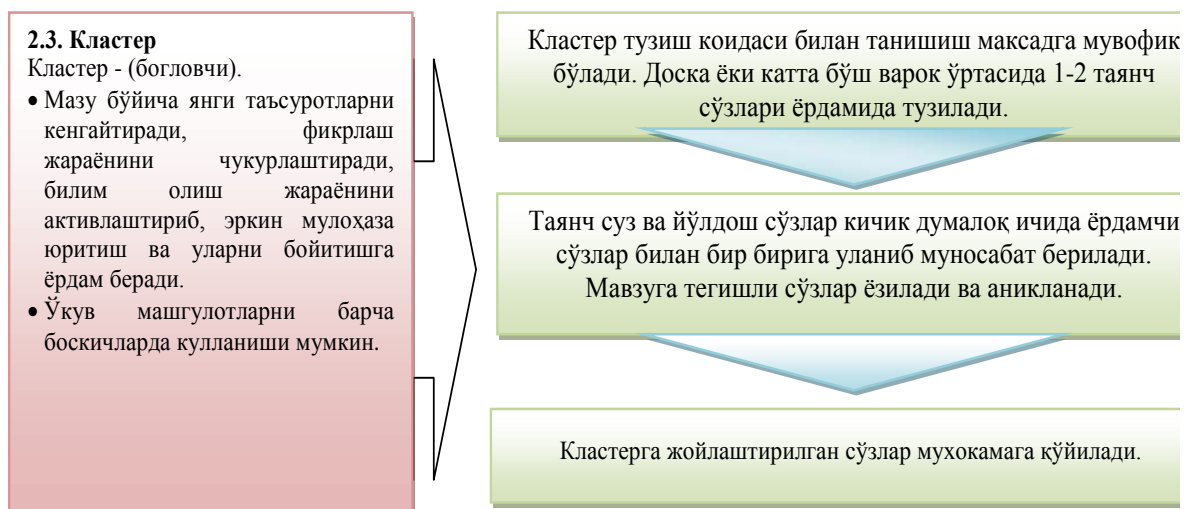 2.3. Кластер
Кластер - (богловчи).
• Мазу бўйича янги таъсуротларни
кенгайтиради, фикрлаш
жараёнини чукурлаштиради,
билим олиш жараёнини
активлаштириб, эркин мулоҳаза
юритиш ва уларни бойитишга
ёрдам беради.
• Ўкув машгулотларни барча
боскичларда кулланиши мумкин.
Кластер тузиш коидаси билан танишиш максадга мувофик
бўлади. Доска ёки катта бўш варок ўртасида 1-2 таянч
сўзлари ёрдамида тузилади.
Таянч суз ва йўлдош сўзлар кичик думалоқ ичида ёрдамчи
сўзлар билан бир бирига уланиб муносабат берилади.
Мавзуга тегишли сўзлар ёзилади ва аникланади.
Кластерга жойлаштирилган сўзлар мухокамага қўйилади.